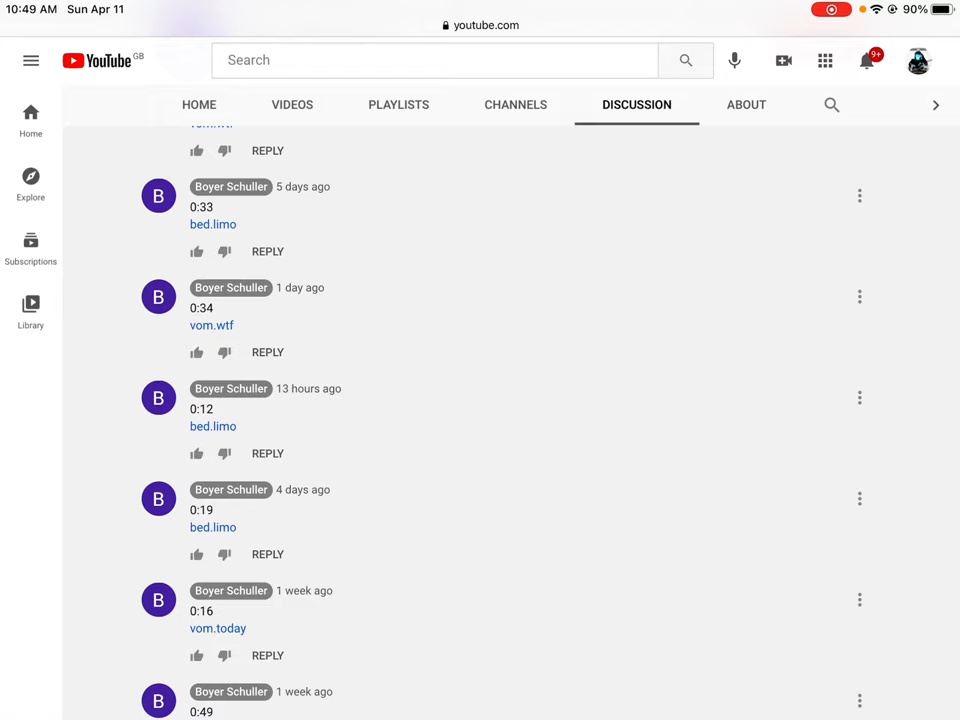 10:49 AM Sun Apr 11
90%
youtube.com
YouTube GB
Search
9+
HOME VIDEOS PLAYLISTS CHANNELS DISCUSSION ABOUT
Home
Explore
Subscriptions
Library
vom.wtf
REPLY
B
Boyer Schuller 5 days ago
0:33
bed.limo
REPLY
B
Boyer Schuller 1 day ago
0:34
vom.wtf
REPLY
B
Boyer Schuller 13 hours ago
0:12
bed.limo
REPLY
B
Boyer Schuller 4 days ago
0:19
bed.limo
REPLY
B
Boyer Schuller 1 week ago
0:16
vom.today
REPLY
B
Boyer Schuller 1 week ago
0:49